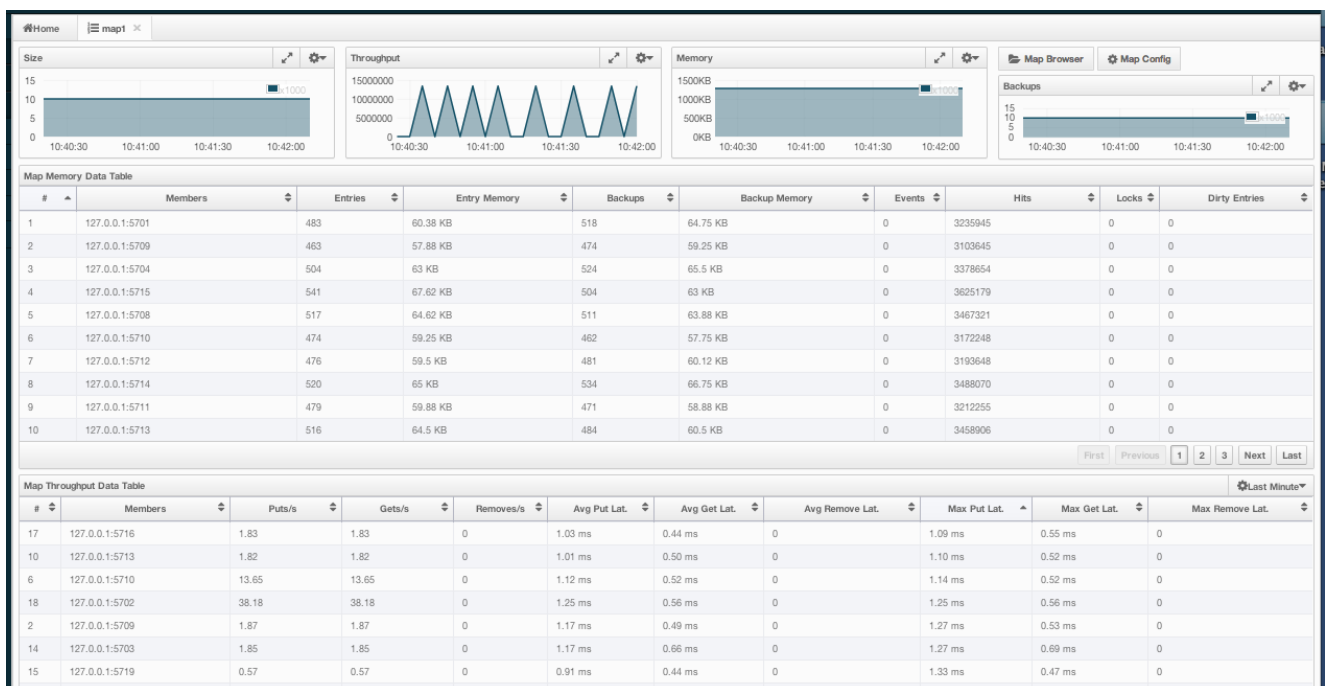 Home map1 ×
Size Throughput Memory Map Browser Map Config
Backups
15
10
5
0
x1000
10:40:30 10:41:00 10:41:30 10:42:00
15000000
10000000
5000000
0
10:40:30 10:41:00 10:41:30 10:42:00
1500KB
1000KB
500KB
0KB
x1000
10:40:30 10:41:00 10:41:30 10:42:00
15
10
5
0
x1000
10:40:30 10:41:00 10:41:30 10:42:00
Map Memory Data Table
# Members Entries Entry Memory Backups Backup Memory Events Hits Locks Dirty Entries
1 127.0.0.1:5701 483 60.38 KB 518 64.75 KB 0 3235945 0 0
2 127.0.0.1:5709 463 57.88 KB 474 59.25 KB 0 3103645 0 0
3 127.0.0.1:5704 504 63 KB 524 65.5 KB 0 3378654 0 0
4 127.0.0.1:5715 541 67.62 KB 504 63 KB 0 3625179 0 0
5 127.0.0.1:5708 517 64.62 KB 511 63.88 KB 0 3467321 0 0
6 127.0.0.1:5710 474 59.25 KB 462 57.75 KB 0 3172248 0 0
7 127.0.0.1:5712 476 59.5 KB 481 60.12 KB 0 3193648 0 0
8 127.0.0.1:5714 520 65 KB 534 66.75 KB 0 3488070 0 0
9 127.0.0.1:5711 479 59.88 KB 471 58.88 KB 0 3212255 0 0
10 127.0.0.1:5713 516 64.5 KB 484 60.5 KB 0 3458906 0 0
First Previous 1 2 3 Next Last
Map Throughput Data Table Last Minute
# Members Puts/s Gets/s Removes/s Avg Put Lat. Avg Get Lat. Avg Remove Lat. Max Put Lat. Max Get Lat. Max Remove Lat.
17 127.0.0.1:5716 1.83 1.83 0 1.03 ms 0.44 ms 0 1.09 ms 0.55 ms 0
10 127.0.0.1:5713 1.82 1.82 0 1.01 ms 0.50 ms 0 1.10 ms 0.52 ms 0
6 127.0.0.1:5710 13.65 13.65 0 1.12 ms 0.52 ms 0 1.14 ms 0.52 ms 0
18 127.0.0.1:5702 38.18 38.18 0 1.25 ms 0.56 ms 0 1.25 ms 0.56 ms 0
2 127.0.0.1:5709 1.87 1.87 0 1.17 ms 0.49 ms 0 1.27 ms 0.53 ms 0
14 127.0.0.1:5703 1.85 1.85 0 1.17 ms 0.66 ms 0 1.27 ms 0.69 ms 0
15 127.0.0.1:5719 0.57 0.57 0 0.91 ms 0.44 ms 0 1.33 ms 0.47 ms 0